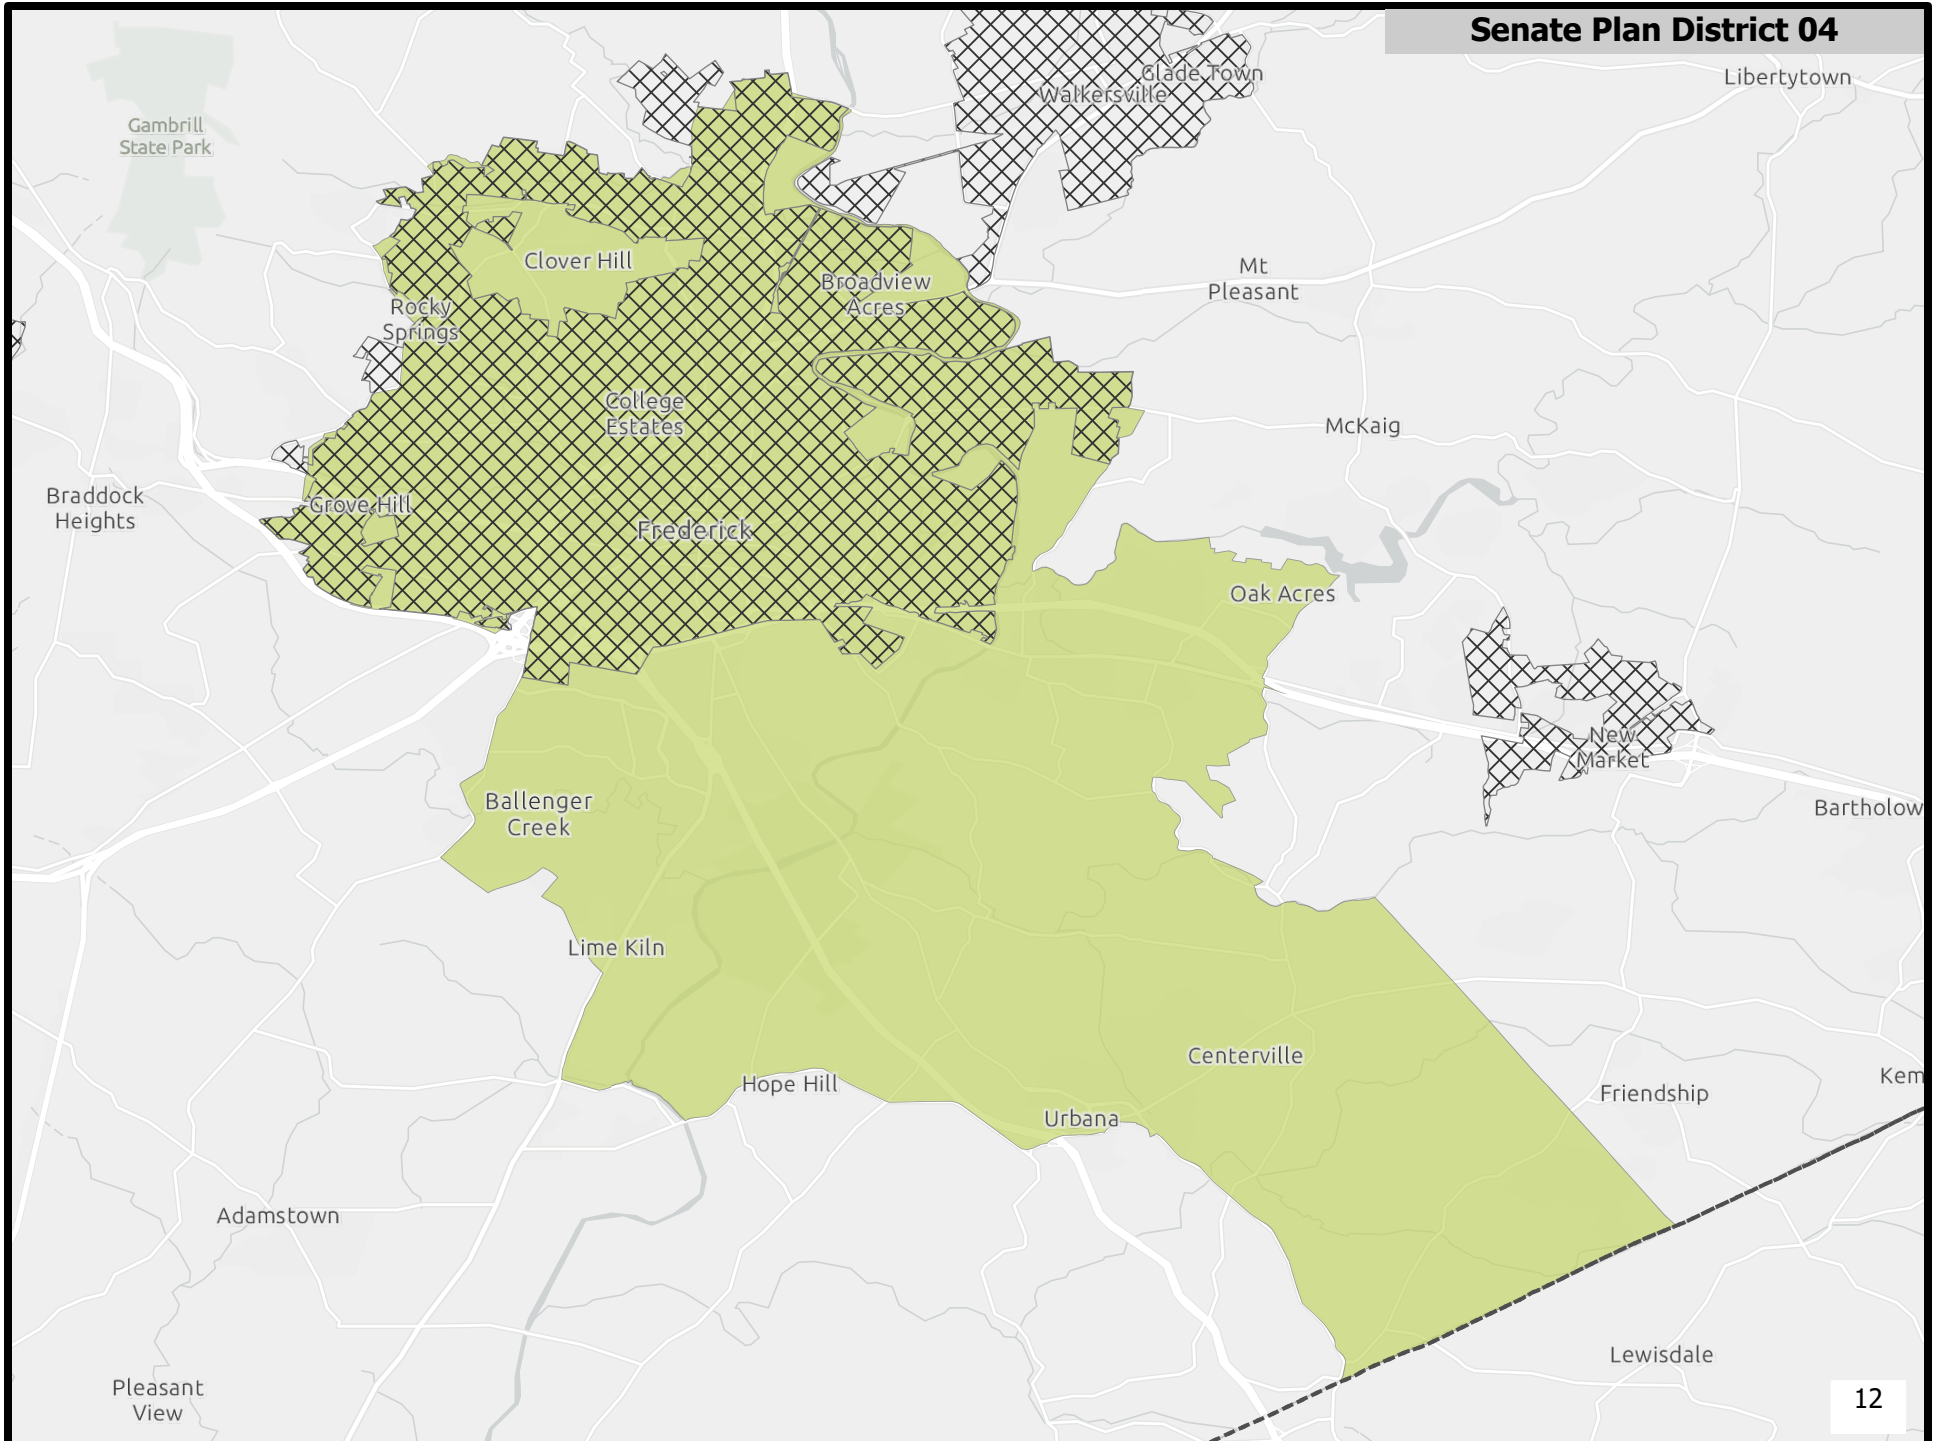 Senate Plan District 04
Glade Town
Libertytown
Walkersville
Gambrill
State Park
Clover Hill
Mt
Pleasant
Broadview
Acres
Rocky
Springs
College
Estates
McKaig
Braddock
Heights
Grove Hill
Frederick
Oak Acres
New
Market
Ballenger
Creek
Bartholow
Lime Kiln
Centerville
Hope Hill
Kem
Friendship
Urbana
Adamstown
Lewisdale
Pleasant
View
12